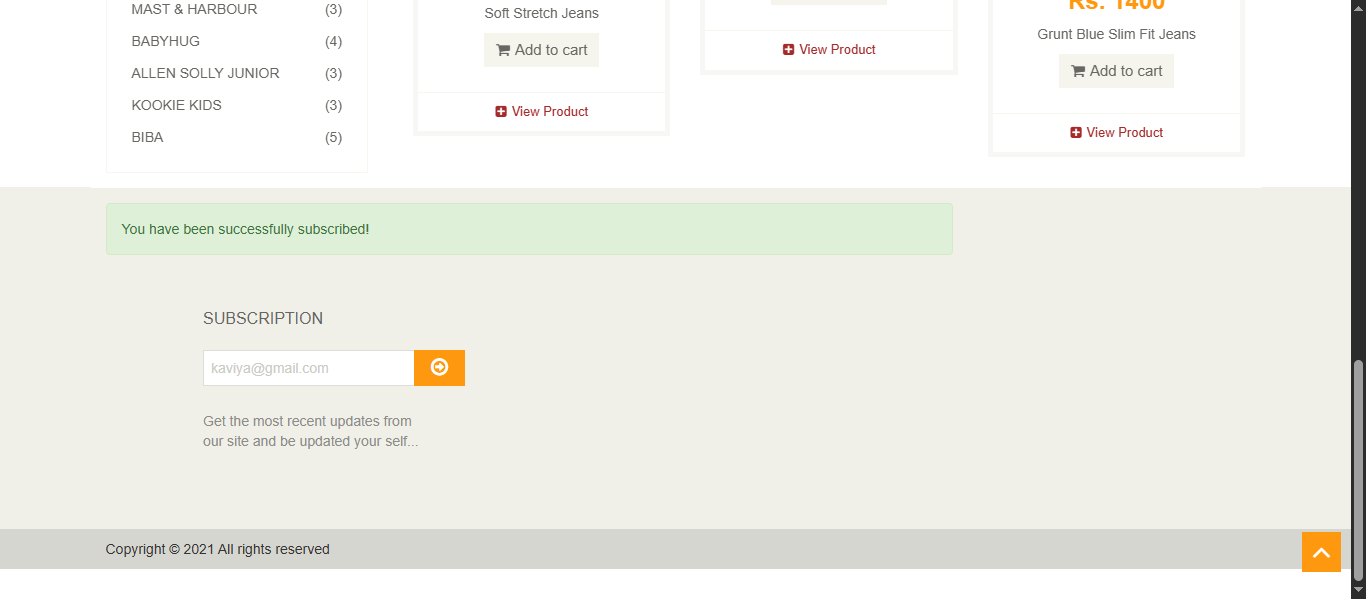 MAST & HARBOUR (3)
BABYHUG (4)
ALLEN SOLLY JUNIOR (3)
KOOKIE KIDS (3)
BIBA (5)
Soft Stretch Jeans
Add to cart
View Product
View Product
Rs. 1400
Grunt Blue Slim Fit Jeans
Add to cart
View Product
You have been successfully subscribed!
SUBSCRIPTION
kaviya@gmail.com
Get the most recent updates from
our site and be updated your self...
Copyright © 2021 All rights reserved